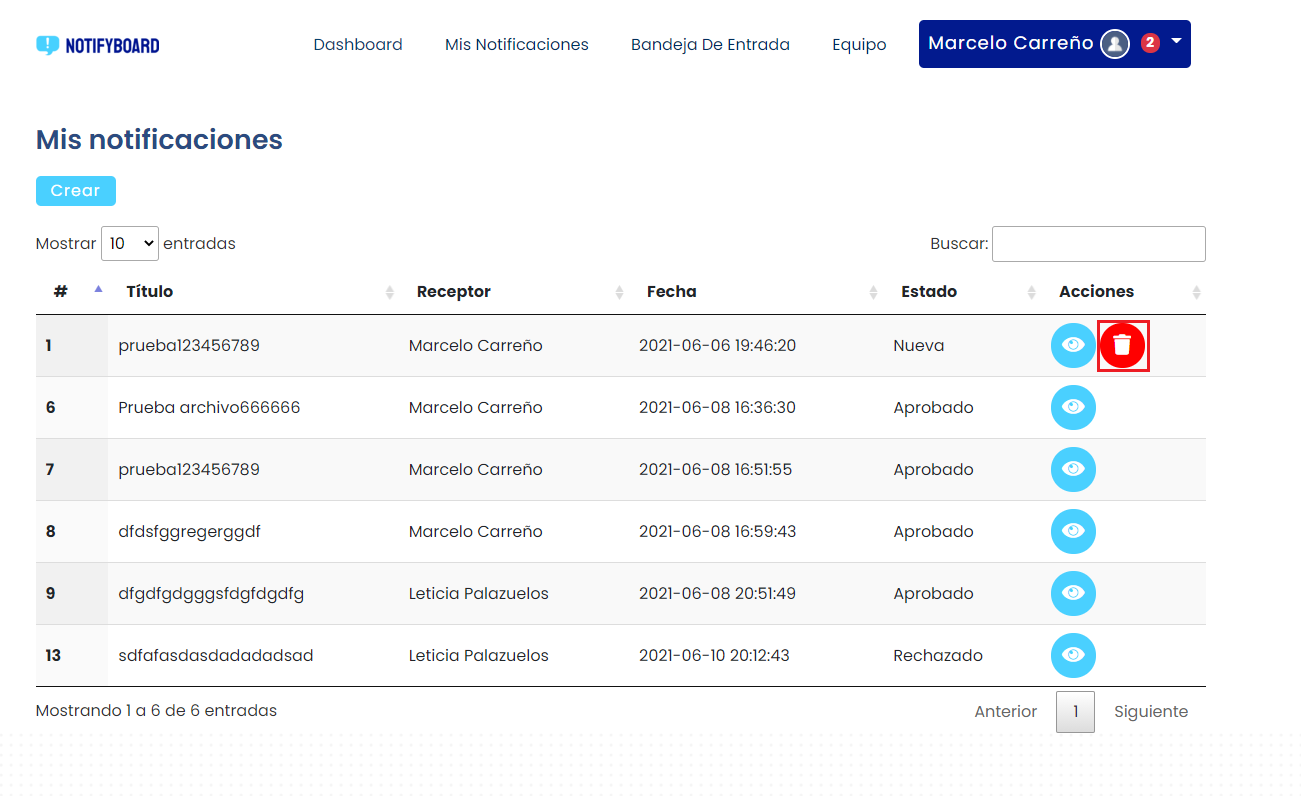 NOTIFYBOARD Dashboard Mis Notificaciones Bandeja De Entrada Equipo Marcelo Carreño 2
Mis notificaciones
Crear
Mostrar 10 entradas Buscar:
# Título Receptor Fecha Estado Acciones
1 prueba123456789 Marcelo Carreño 2021-06-06 19:46:20 Nueva
6 Prueba archivo666666 Marcelo Carreño 2021-06-08 16:36:30 Aprobado
7 prueba123456789 Marcelo Carreño 2021-06-08 16:51:55 Aprobado
8 dfdsfggregerggdf Marcelo Carreño 2021-06-08 16:59:43 Aprobado
9 dfgdfgdgggsfdgfdgdfg Leticia Palazuelos 2021-06-08 20:51:49 Aprobado
13 sdfafasdasdadadadsad Leticia Palazuelos 2021-06-10 20:12:43 Rechazado
Mostrando 1 a 6 de 6 entradas Anterior 1 Siguiente